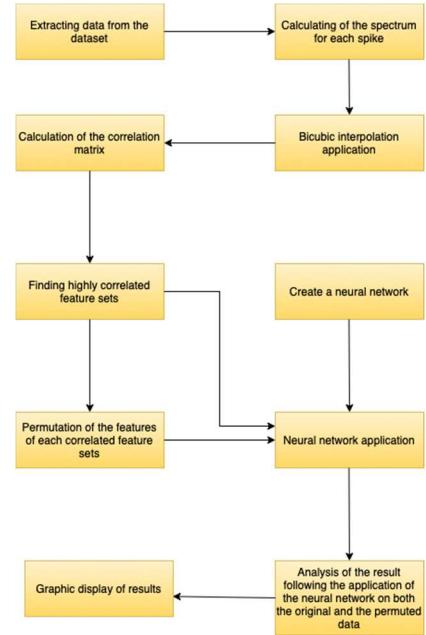 Extracting data from the
dataset
Calculating of the spectrum
for each spike
Calculation of the correlation
matrix
Bicubic interpolation
application
Finding highly correlated
feature sets
Create a neural network
Permutation of the features
of each correlated feature
sets
Neural network application
Graphic display of results
Analysis of the result
following the application of
the neural network on both
the original and the permuted
data